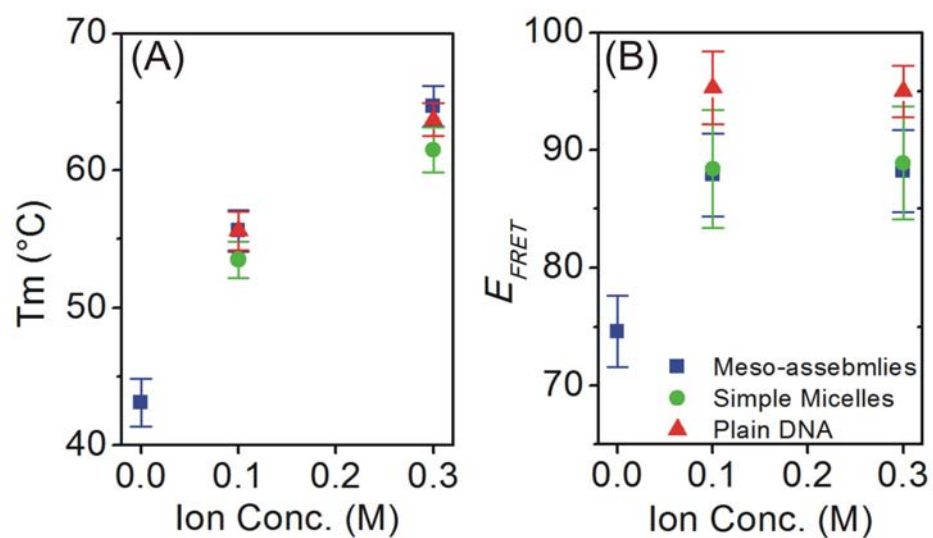 (A)
70
60
50
40
Tm (°C)
0.0 0.1 0.2 0.3
Ion Conc. (M)
(B)
100
90
80
70
E_FRET
Meso-assebmlies
Simple Micelles
Plain DNA
0.0 0.1 0.2 0.3
Ion Conc. (M)